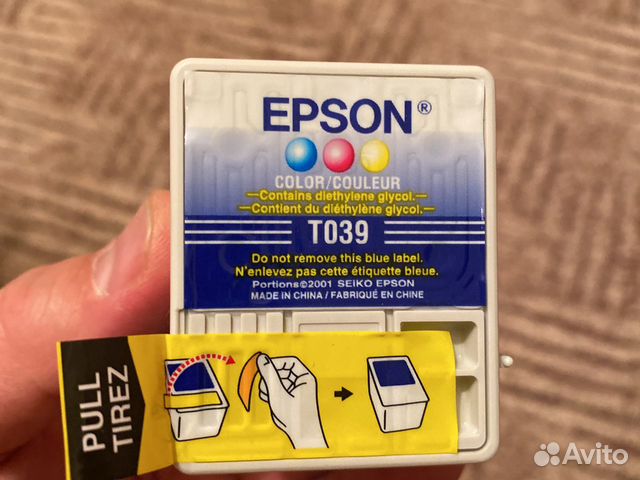 EPSON®
COLOR/COULEUR
—Contains diethylene glycol.—
—Contient du diéthylène glycol.—
T039
Do not remove this blue label.
N'enlevez pas cette étiquette bleue.
Portions©2001 SEIKO EPSON
MADE IN CHINA / FABRIQUÉ EN CHINE
PULL
TIREZ
Avito